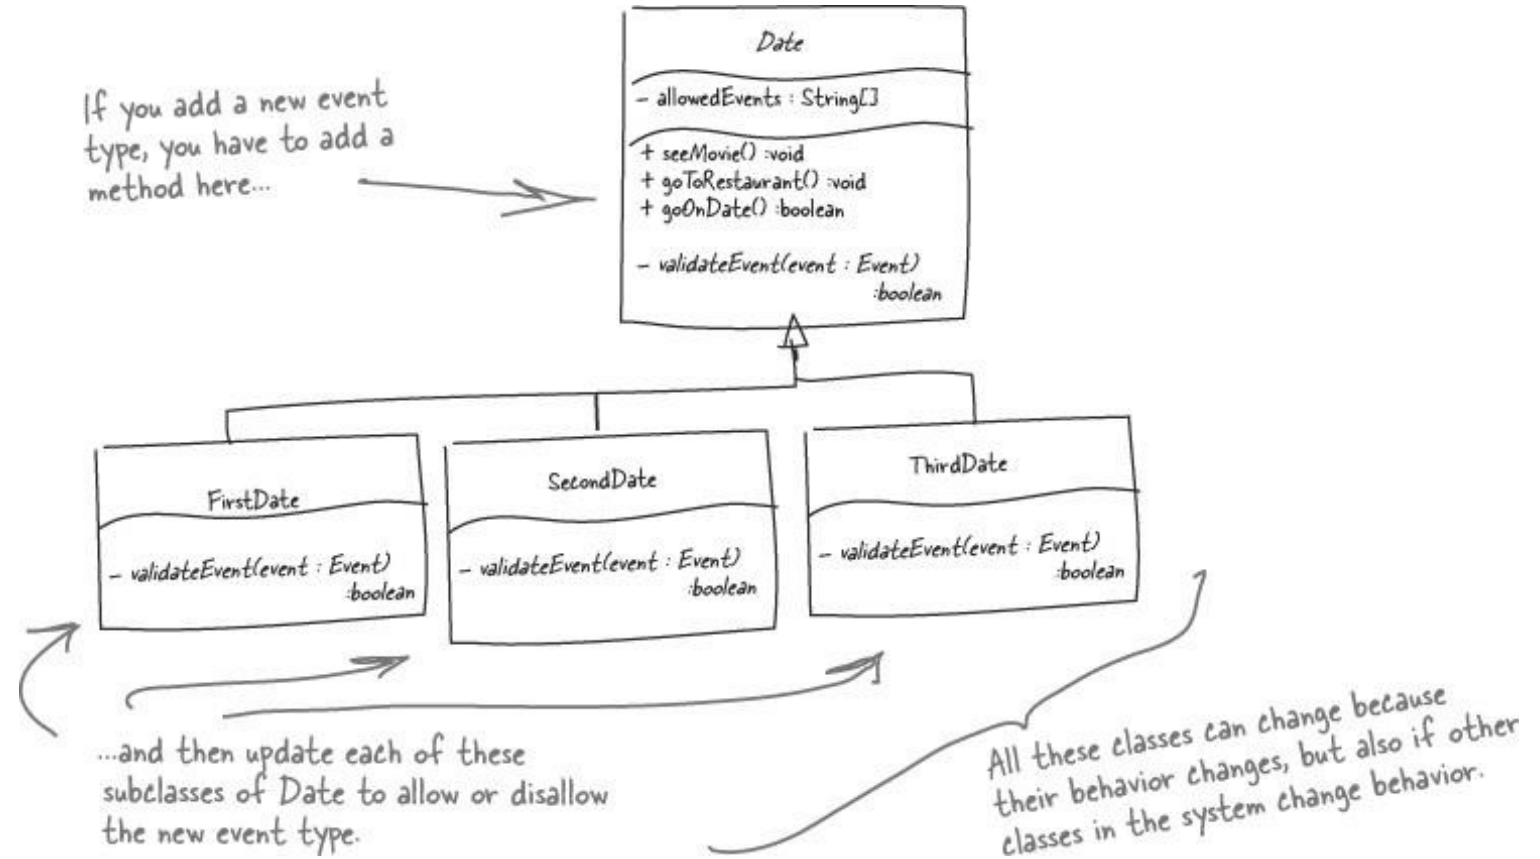 Date
- allowedEvents : String[]
+ seeMovie() :void
+ goToRestaurant() :void
+ goOnDate() :boolean
- validateEvent(event : Event)
:boolean
If you add a new event
type, you have to add a
method here...
FirstDate
- validateEvent(event : Event)
:boolean
SecondDate
- validateEvent(event : Event)
:boolean
ThirdDate
- validateEvent(event : Event)
:boolean
...and then update each of these
subclasses of Date to allow or disallow
the new event type.
All these classes can change because
their behavior changes, but also if other
classes in the system change behavior.